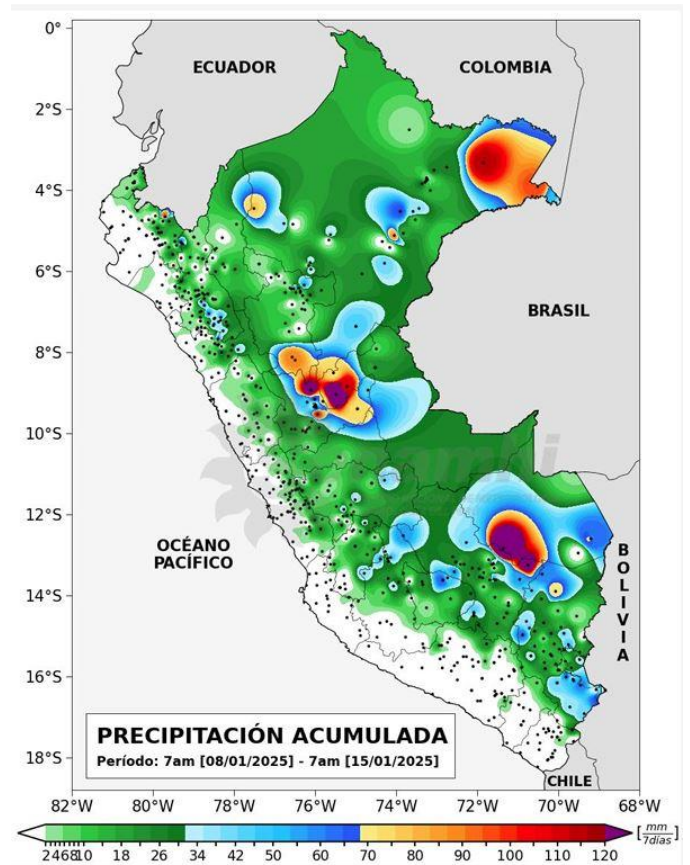 0°
ECUADOR
COLOMBIA
2°S
4°S
6°S
BRASIL
8°S
10°S
senamhi
12°S
OCÉANO
PACÍFICO
BOLIVIA
14°S
16°S
PRECIPITACIÓN ACUMULADA
Período: 7am [08/01/2025] - 7am [15/01/2025]
18°S
CHILE
82°W 80°W 78°W 76°W 74°W 72°W 70°W 68°W
2 4 6 8 10 18 26 34 42 50 60 70 80 90 100 110 120 [mm/7días]